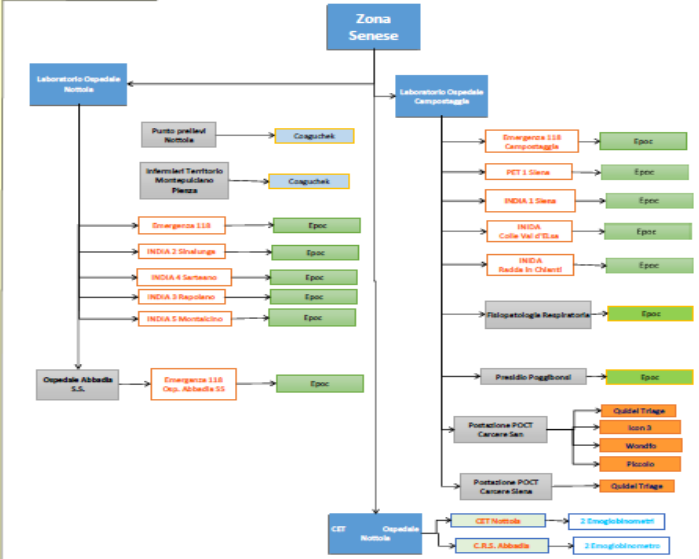 Zona
Senese
Laboratorio Ospedale
Nottola
Laboratorio Ospedale
Campostaggia
Punto prelievi
Nottola
Coaguchek
Infermieri Territorio
Montepulciano
Pienza
Coaguchek
Emergenza 118
Epoc
INDIA 2 Sinalunga
Epoc
INDIA 4 Sarteano
Epoc
INDIA 3 Rapolano
Epoc
INDIA 5 Montalcino
Epoc
Ospedale Abbadia
S.S.
Emergenza 118
Osp. Abbadia SS
Epoc
Emergenza 118
Campostaggia
Epoc
PET 1 Siena
Epoc
INDIA 1 Siena
Epoc
INIDA
Colle Val d'Elsa
Epoc
INIDA
Radda in Chianti
Epoc
Fisiopatologia Respiratoria
Epoc
Presidio Poggibonsi
Epoc
Postazione POCT
Carcere San
Quidel Triage
Icon 3
Wondfo
Piccolo
Postazione POCT
Carcere Siena
Quidel Triage
CET Ospedale
Nottola
CET Nottola
2 Emoglobinometri
C.R.S. Abbadia
2 Emoglobinometro